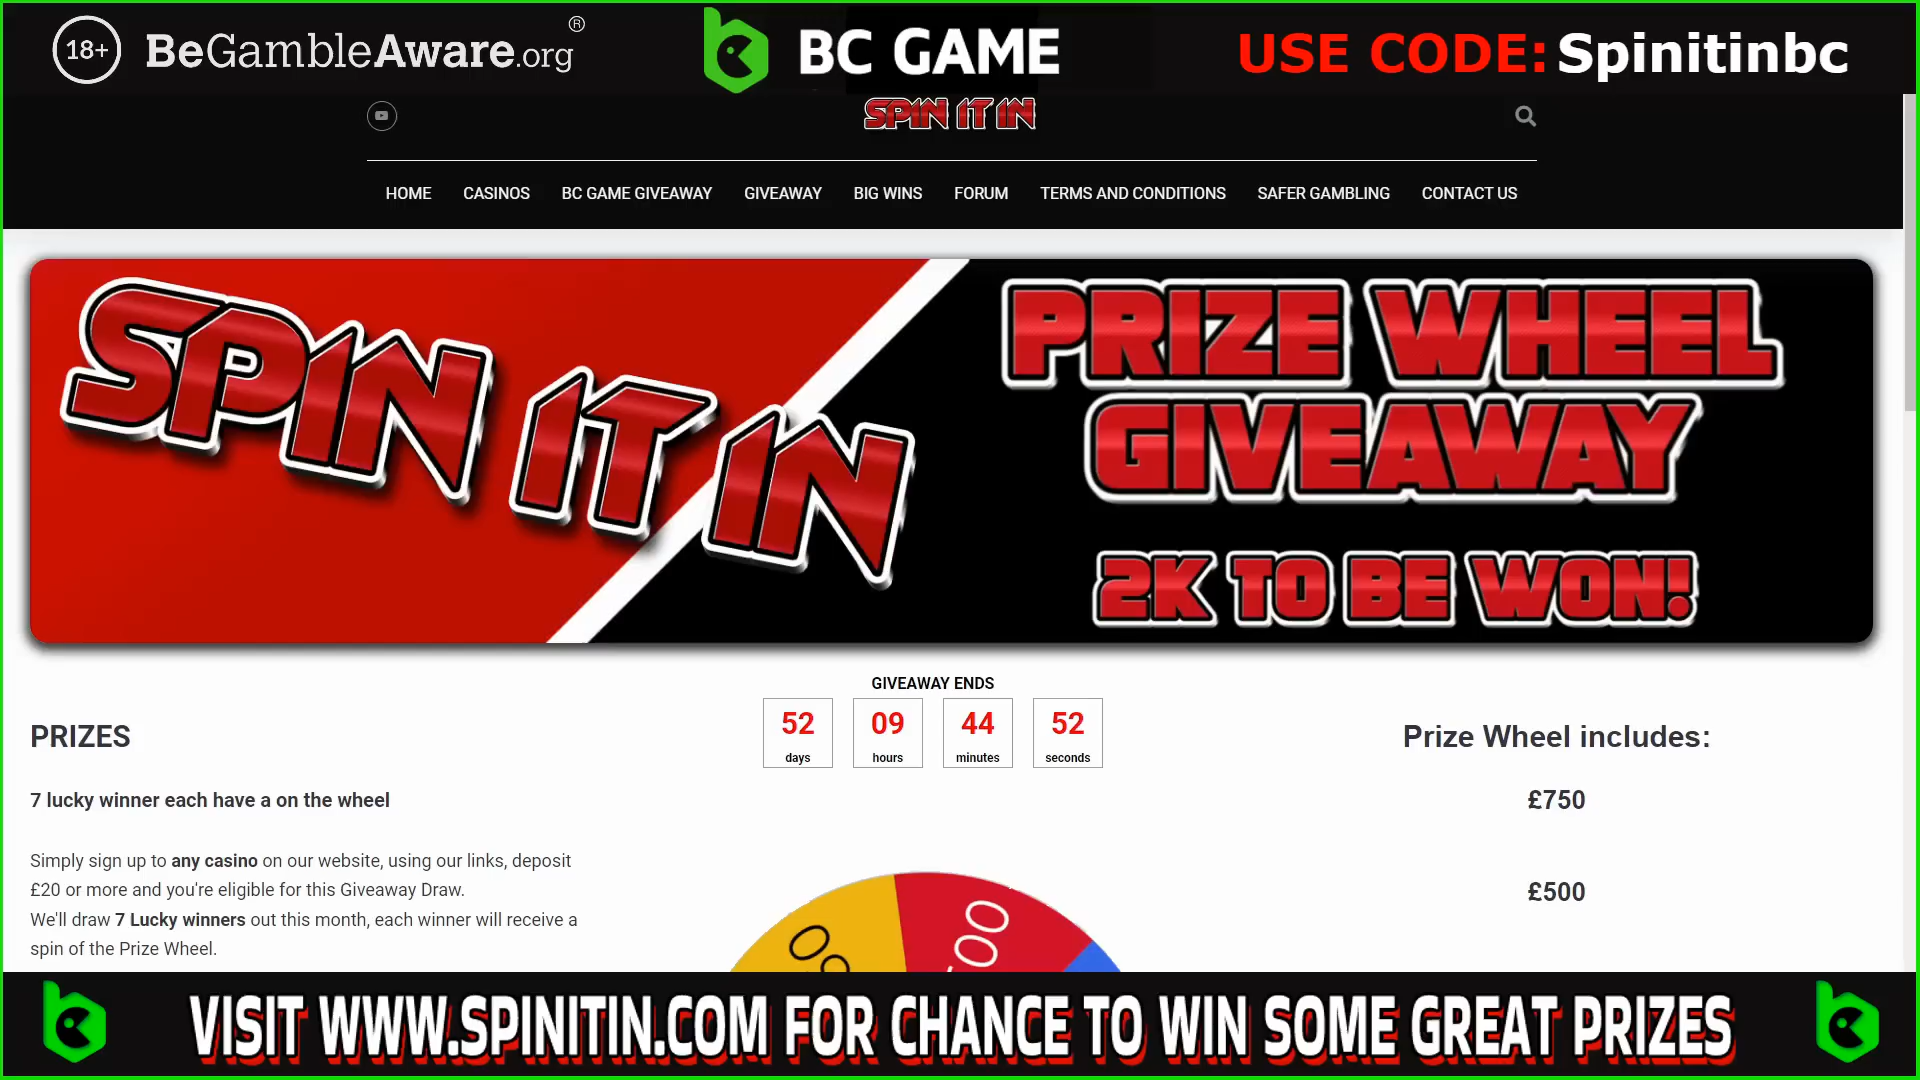 18+ BeGambleAware.org®
BC GAME
USE CODE: Spinitinbc
SPIN IT IN
HOME CASINOS BC GAME GIVEAWAY GIVEAWAY BIG WINS FORUM TERMS AND CONDITIONS SAFER GAMBLING CONTACT US
SPIN IT IN
PRIZE WHEEL
GIVEAWAY
2K TO BE WON!
GIVEAWAY ENDS
52 09 44 52
days hours minutes seconds
PRIZES
7 lucky winner each have a on the wheel
Simply sign up to any casino on our website, using our links, deposit
£20 or more and you're eligible for this Giveaway Draw.
We'll draw 7 Lucky winners out this month, each winner will receive a
spin of the Prize Wheel.
Prize Wheel includes:
£750
£500
VISIT WWW.SPINITIN.COM FOR CHANCE TO WIN SOME GREAT PRIZES